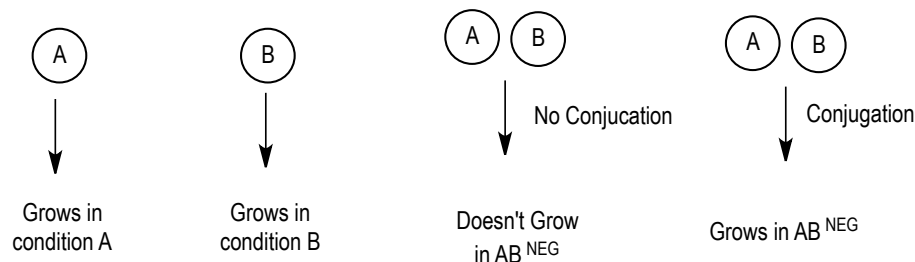 A
B
A B
A B
No Conjucation
Conjugation
Grows in
condition A
Grows in
condition B
Doesn't Grow
in AB NEG
Grows in AB NEG